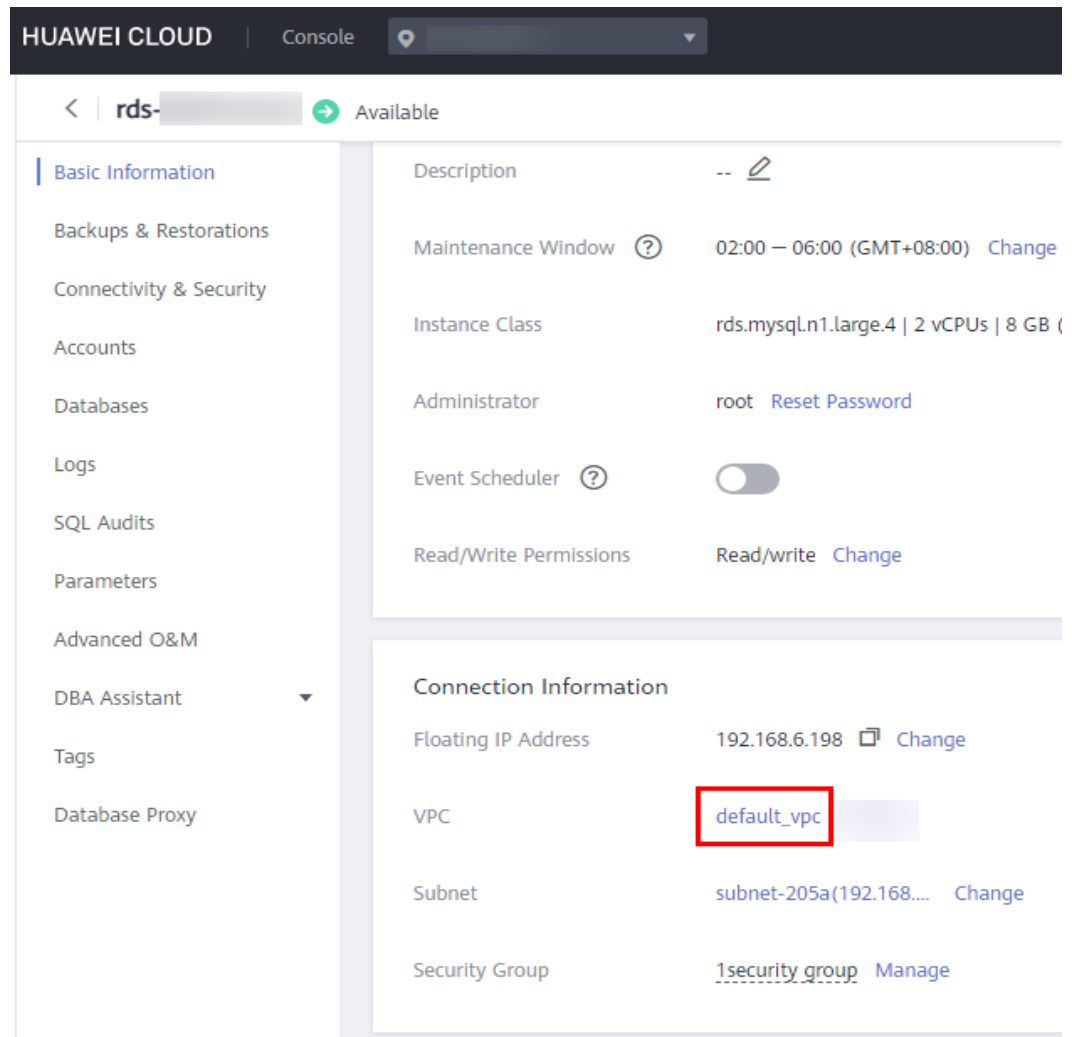 HUAWEI CLOUD | Console
rds- Available
Basic Information
Backups & Restorations
Connectivity & Security
Accounts
Databases
Logs
SQL Audits
Parameters
Advanced O&M
DBA Assistant
Tags
Database Proxy
Description --
Maintenance Window ? 02:00 — 06:00 (GMT+08:00) Change
Instance Class rds.mysql.n1.large.4 | 2 vCPUs | 8 GB (
Administrator root Reset Password
Event Scheduler ?
Read/Write Permissions Read/write Change
Connection Information
Floating IP Address 192.168.6.198 Change
VPC default_vpc
Subnet subnet-205a(192.168.... Change
Security Group 1security group Manage